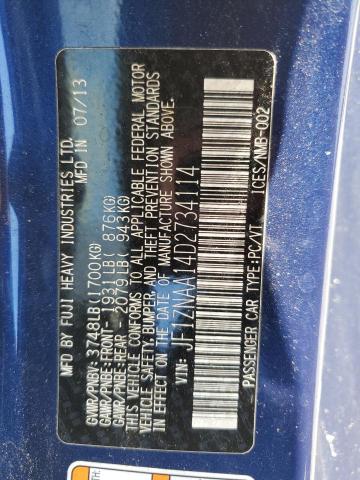 MFD BY FUJI HEAVY INDUSTRIES LTD.
MFD IN 07/13
GVWR/PNBV- 3748LB(1700KG)
GAWR/PNBE:FRONT- 1931LB( 876KG)
GAWR/PNBE:REAR - 2079LB( 943KG)
THIS VEHICLE CONFORMS TO ALL APPLICABLE FEDERAL MOTOR
VEHICLE SAFETY,BUMPER, AND THEFT PREVENTION STANDARDS
IN EFFECT ON THE DATE OF MANUFACTURE SHOWN ABOVE.
VIN: JF1ZNAA14D2734114
PASSENGER CAR TYPE:PC/VT ICES/NMB-002